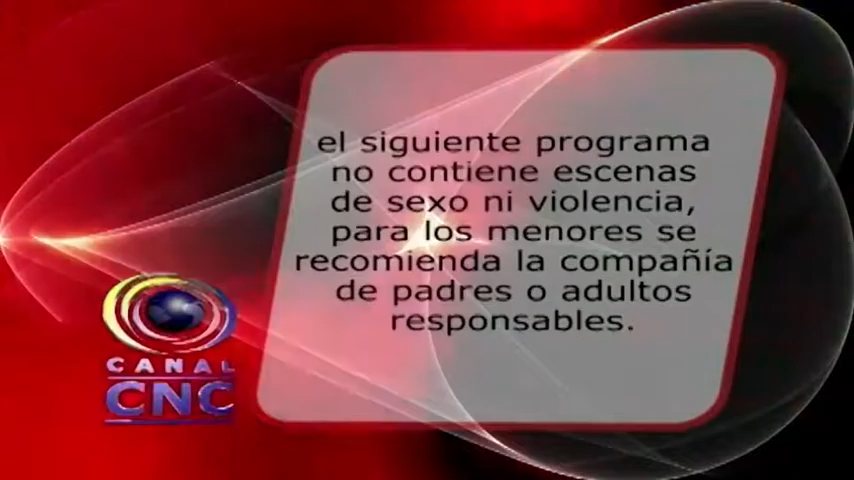 el siguiente programa
no contiene escenas
de sexo ni violencia,
para los menores se
recomienda la compañía
de padres o adultos
responsables.
CANAL
CNC